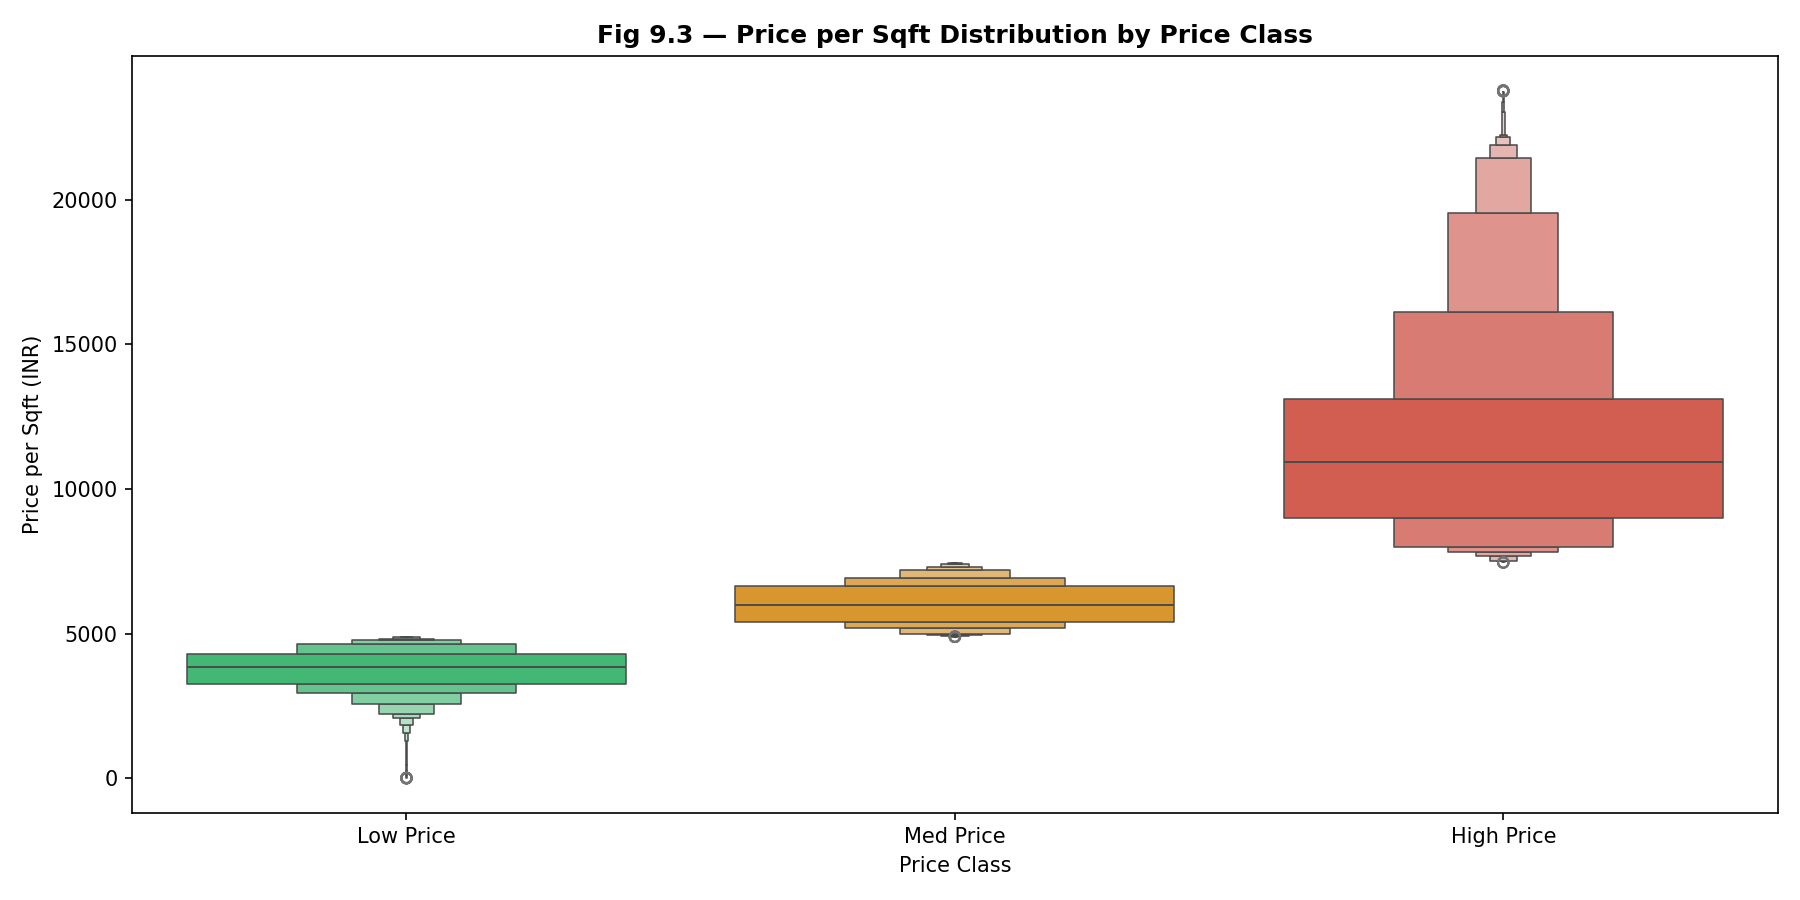 Fig 9.3 — Price per Sqft Distribution by Price Class
Price per Sqft (INR)
20000
15000
10000
5000
0
Low Price
Med Price
High Price
Price Class